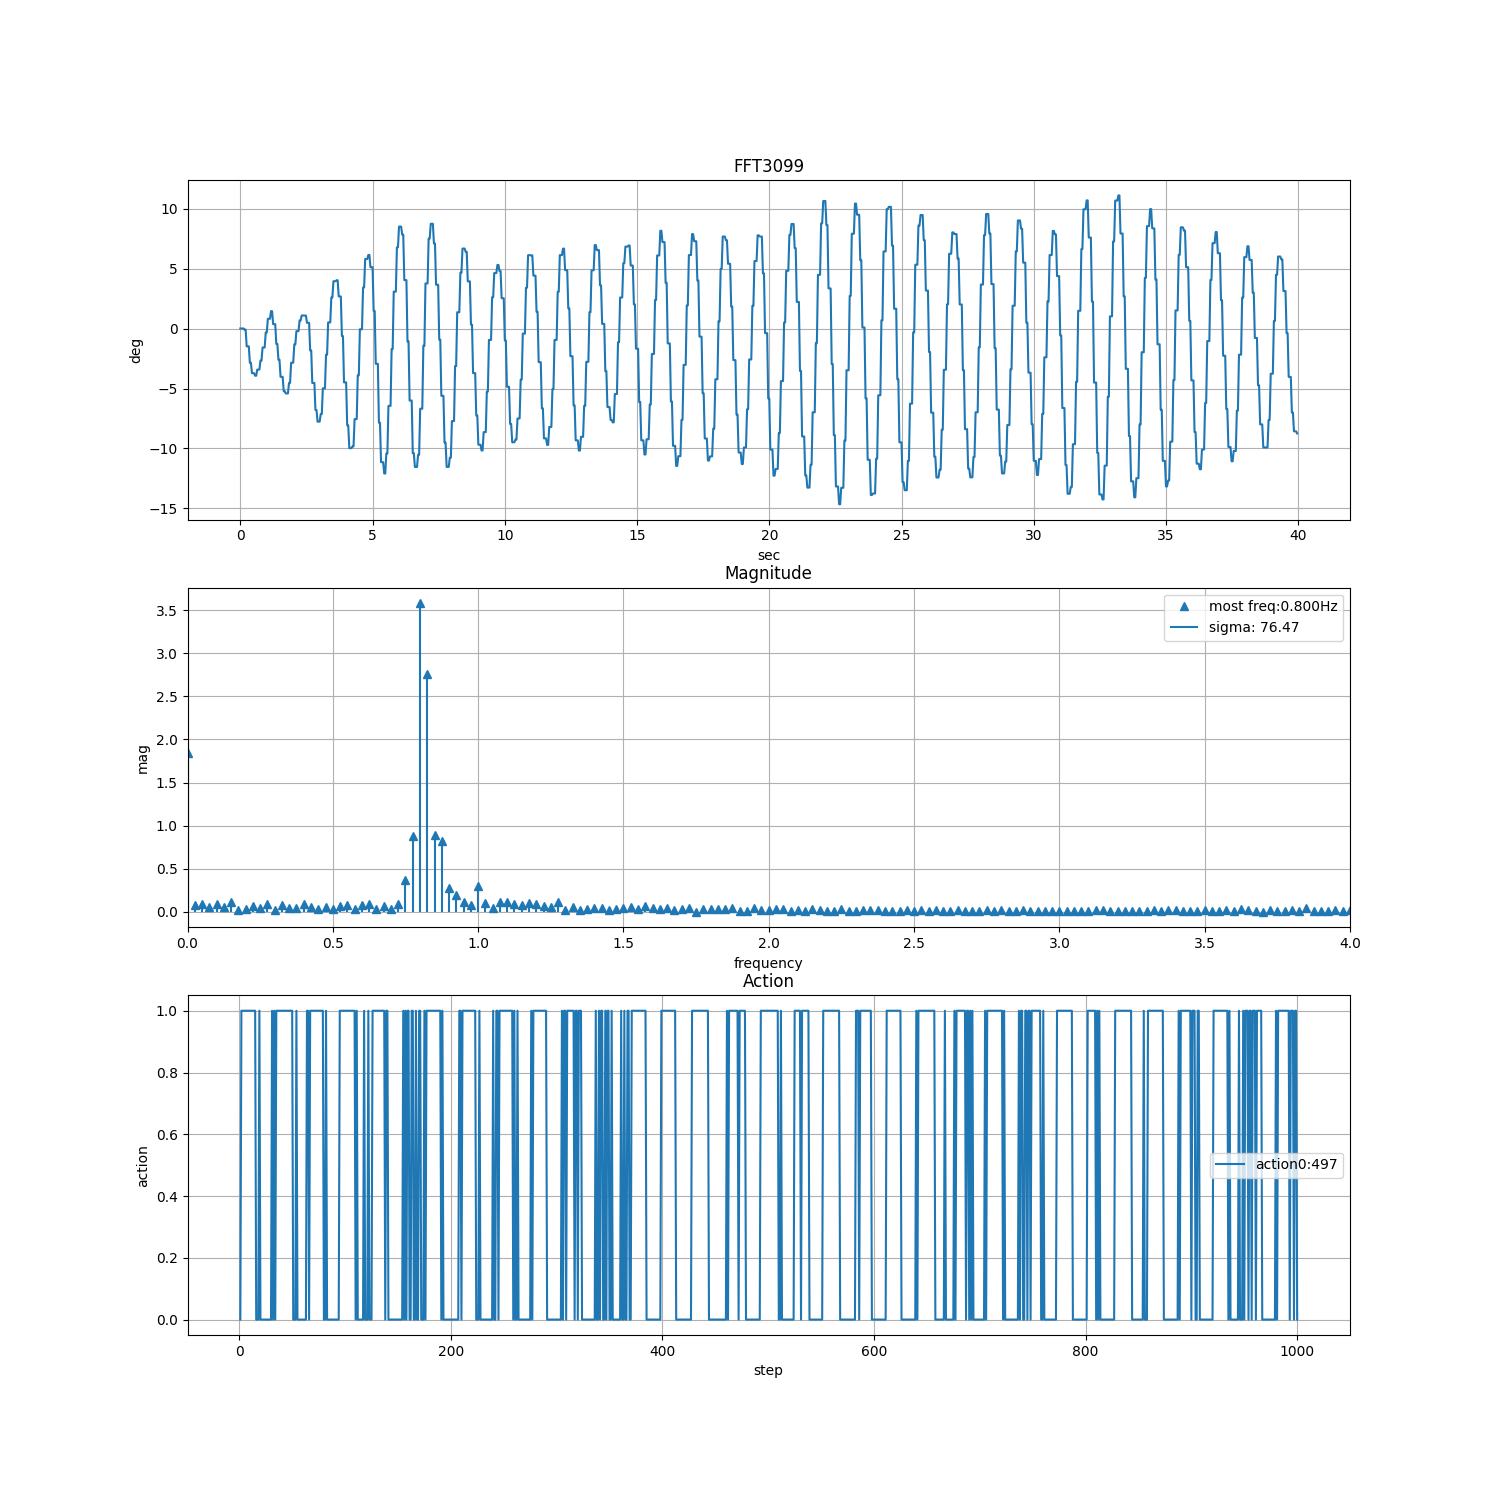 FFT3099
10
5
0
−5
−10
−15
deg
0 5 10 15 20 25 30 35 40
sec
Magnitude
most freq:0.800Hz
sigma: 76.47
3.5
3.0
2.5
2.0
1.5
1.0
0.5
0.0
mag
0.0 0.5 1.0 1.5 2.0 2.5 3.0 3.5 4.0
frequency
Action
1.0
0.8
0.6
0.4
0.2
0.0
action
action0:497
0 200 400 600 800 1000
step